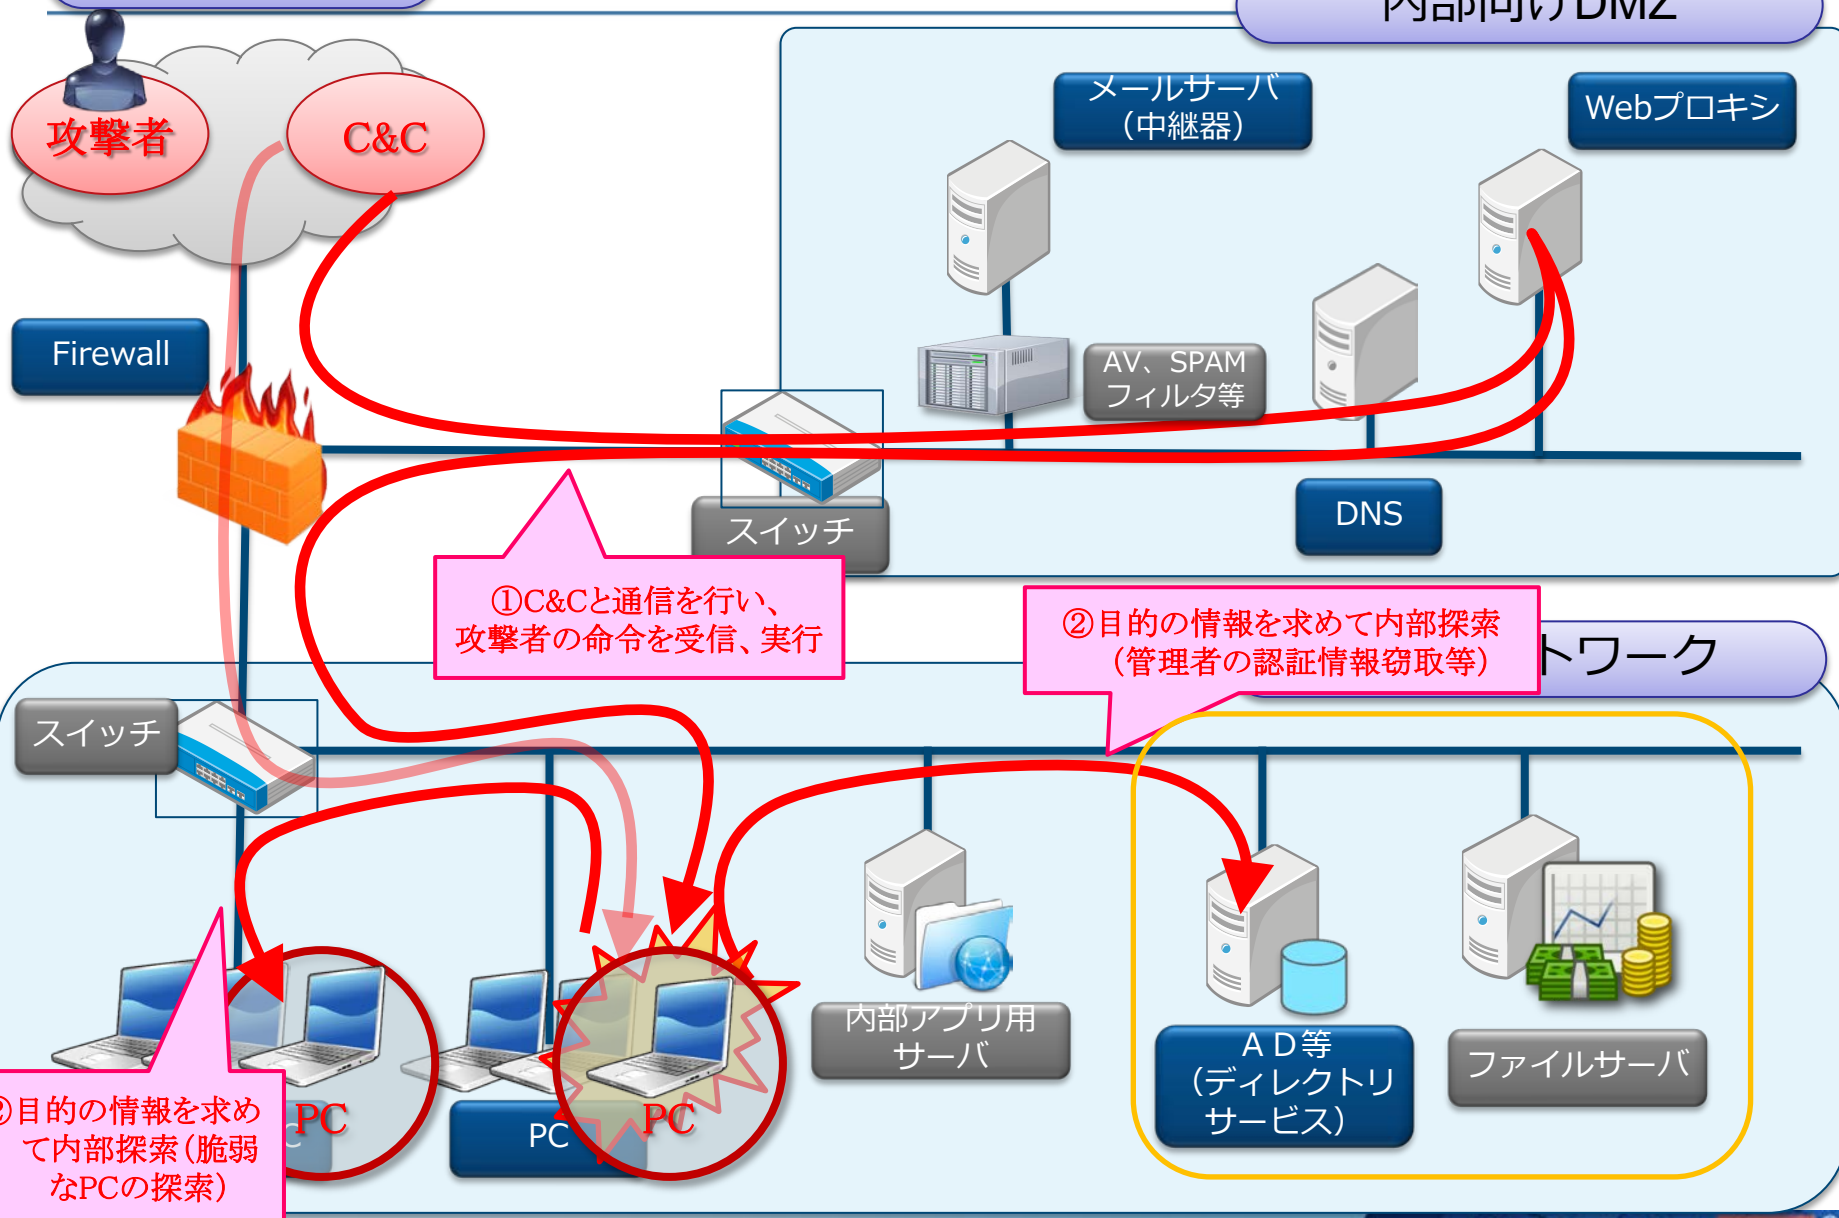 内部向けDMZ
攻撃者
C&C
メールサーバ
（中継器）
Webプロキシ
Firewall
AV、SPAM
フィルタ等
スイッチ
DNS
①C&Cと通信を行い、
攻撃者の命令を受信、実行
②目的の情報を求めて内部探索
（管理者の認証情報窃取等）
トワーク
スイッチ
内部アプリ用
サーバ
ＡＤ等
（ディレクトリ
サービス）
ファイルサーバ
②目的の情報を求め
て内部探索（脆弱
なPCの探索）
PC
C
PC
PC